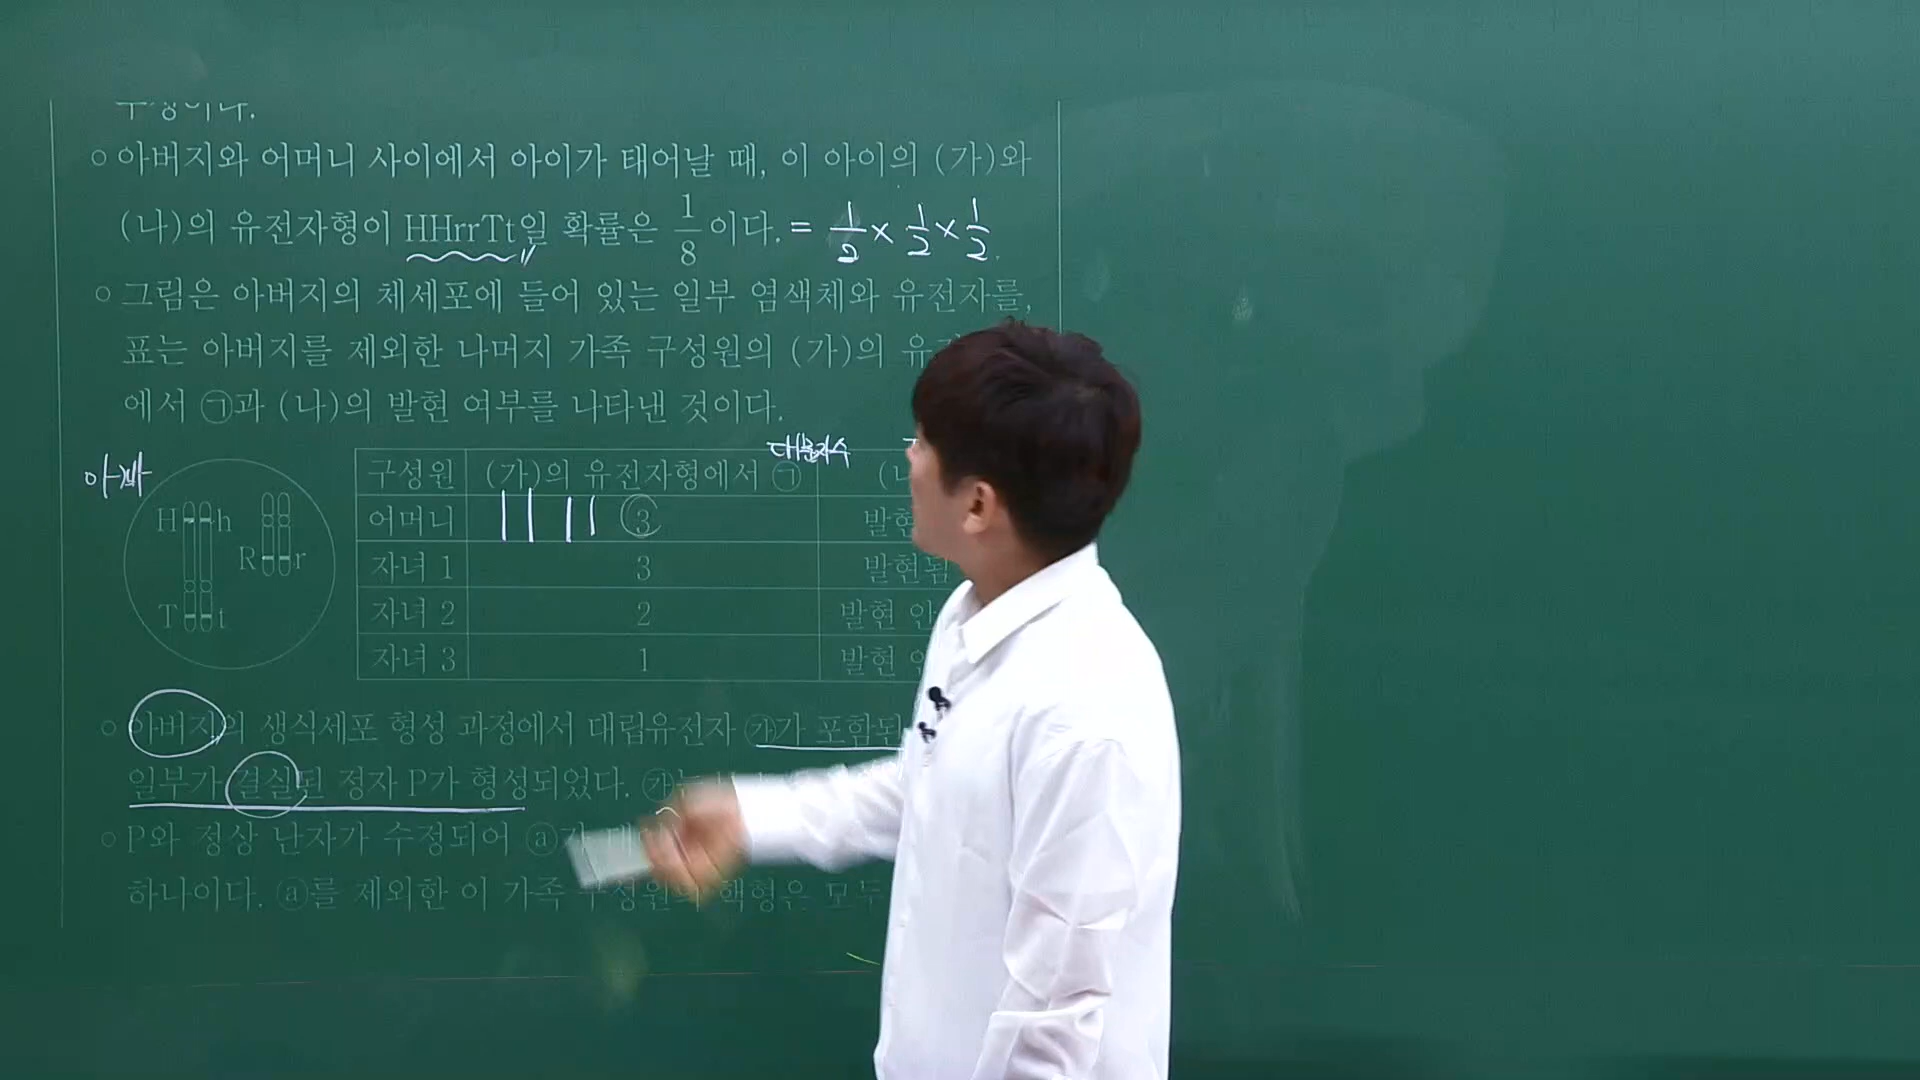 ○ 아버지와 어머니 사이에서 아이가 태어날 때, 이 아이의 (가)와
(나)의 유전자형이 HHrrTt일 확률은 1/8 이다. = 1/2 × 1/2 × 1/2
○ 그림은 아버지의 체세포에 들어 있는 일부 염색체와 유전자를,
표는 아버지를 제외한 나머지 가족 구성원의 (가)의
에서 ㉠과 (나)의 발현 여부를 나타낸 것이다.
대문자수
아빠
H h
R r
T t
구성원 (가)의 유전자형에서 ㉠
어머니 3 발현
자녀 1 3 발현됨
자녀 2 2 발현 안
자녀 3 1 발현
○ 아버지의 생식세포 형성 과정에서 대립유전자 ㉮가 포함된
일부가 결실된 정자 P가 형성되었다. ㉮는
○ P와 정상 난자가 수정되어 ⓐ가
하나이다. ⓐ를 제외한 이 가족 구성원의 핵형은 모두